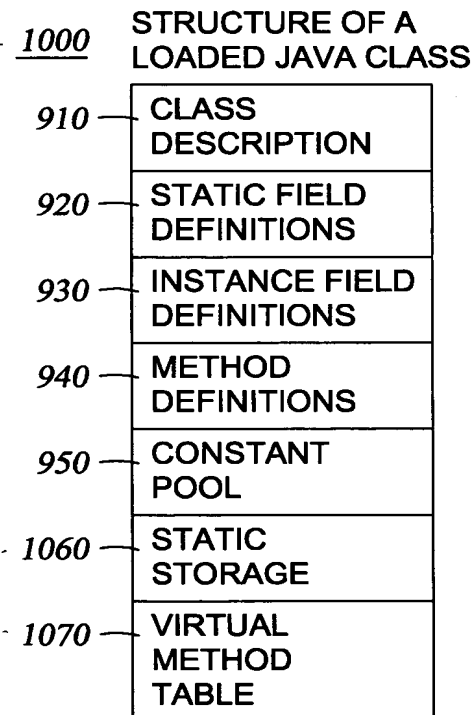 1000 STRUCTURE OF A
LOADED JAVA CLASS
910 CLASS
DESCRIPTION
920 STATIC FIELD
DEFINITIONS
930 INSTANCE FIELD
DEFINITIONS
940 METHOD
DEFINITIONS
950 CONSTANT
POOL
1060 STATIC
STORAGE
1070 VIRTUAL
METHOD
TABLE